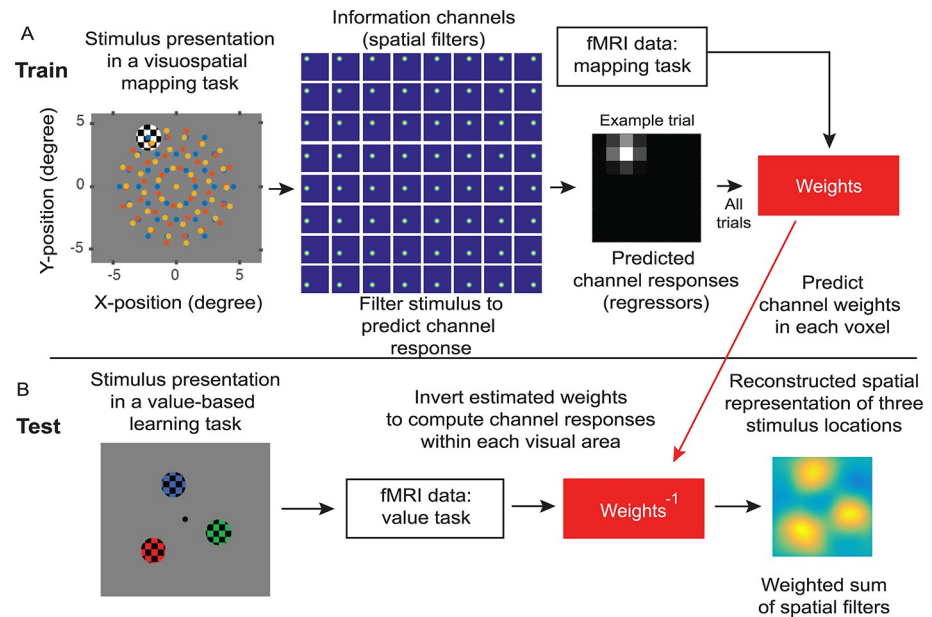 A
Train
Stimulus presentation
in a visuospatial
mapping task
Y-position (degree)
5
0
-5
-5
0
5
X-position (degree)
Information channels
(spatial filters)
Filter stimulus to
predict channel
response
fMRI data:
mapping task
Example trial
Predicted
channel responses
(regressors)
All
trials
Weights
Predict
channel weights
in each voxel
B
Test
Stimulus presentation
in a value-based
learning task
fMRI data:
value task
Invert estimated weights
to compute channel responses
within each visual area
Weights-1
Reconstructed spatial
representation of three
stimulus locations
Weighted sum
of spatial filters